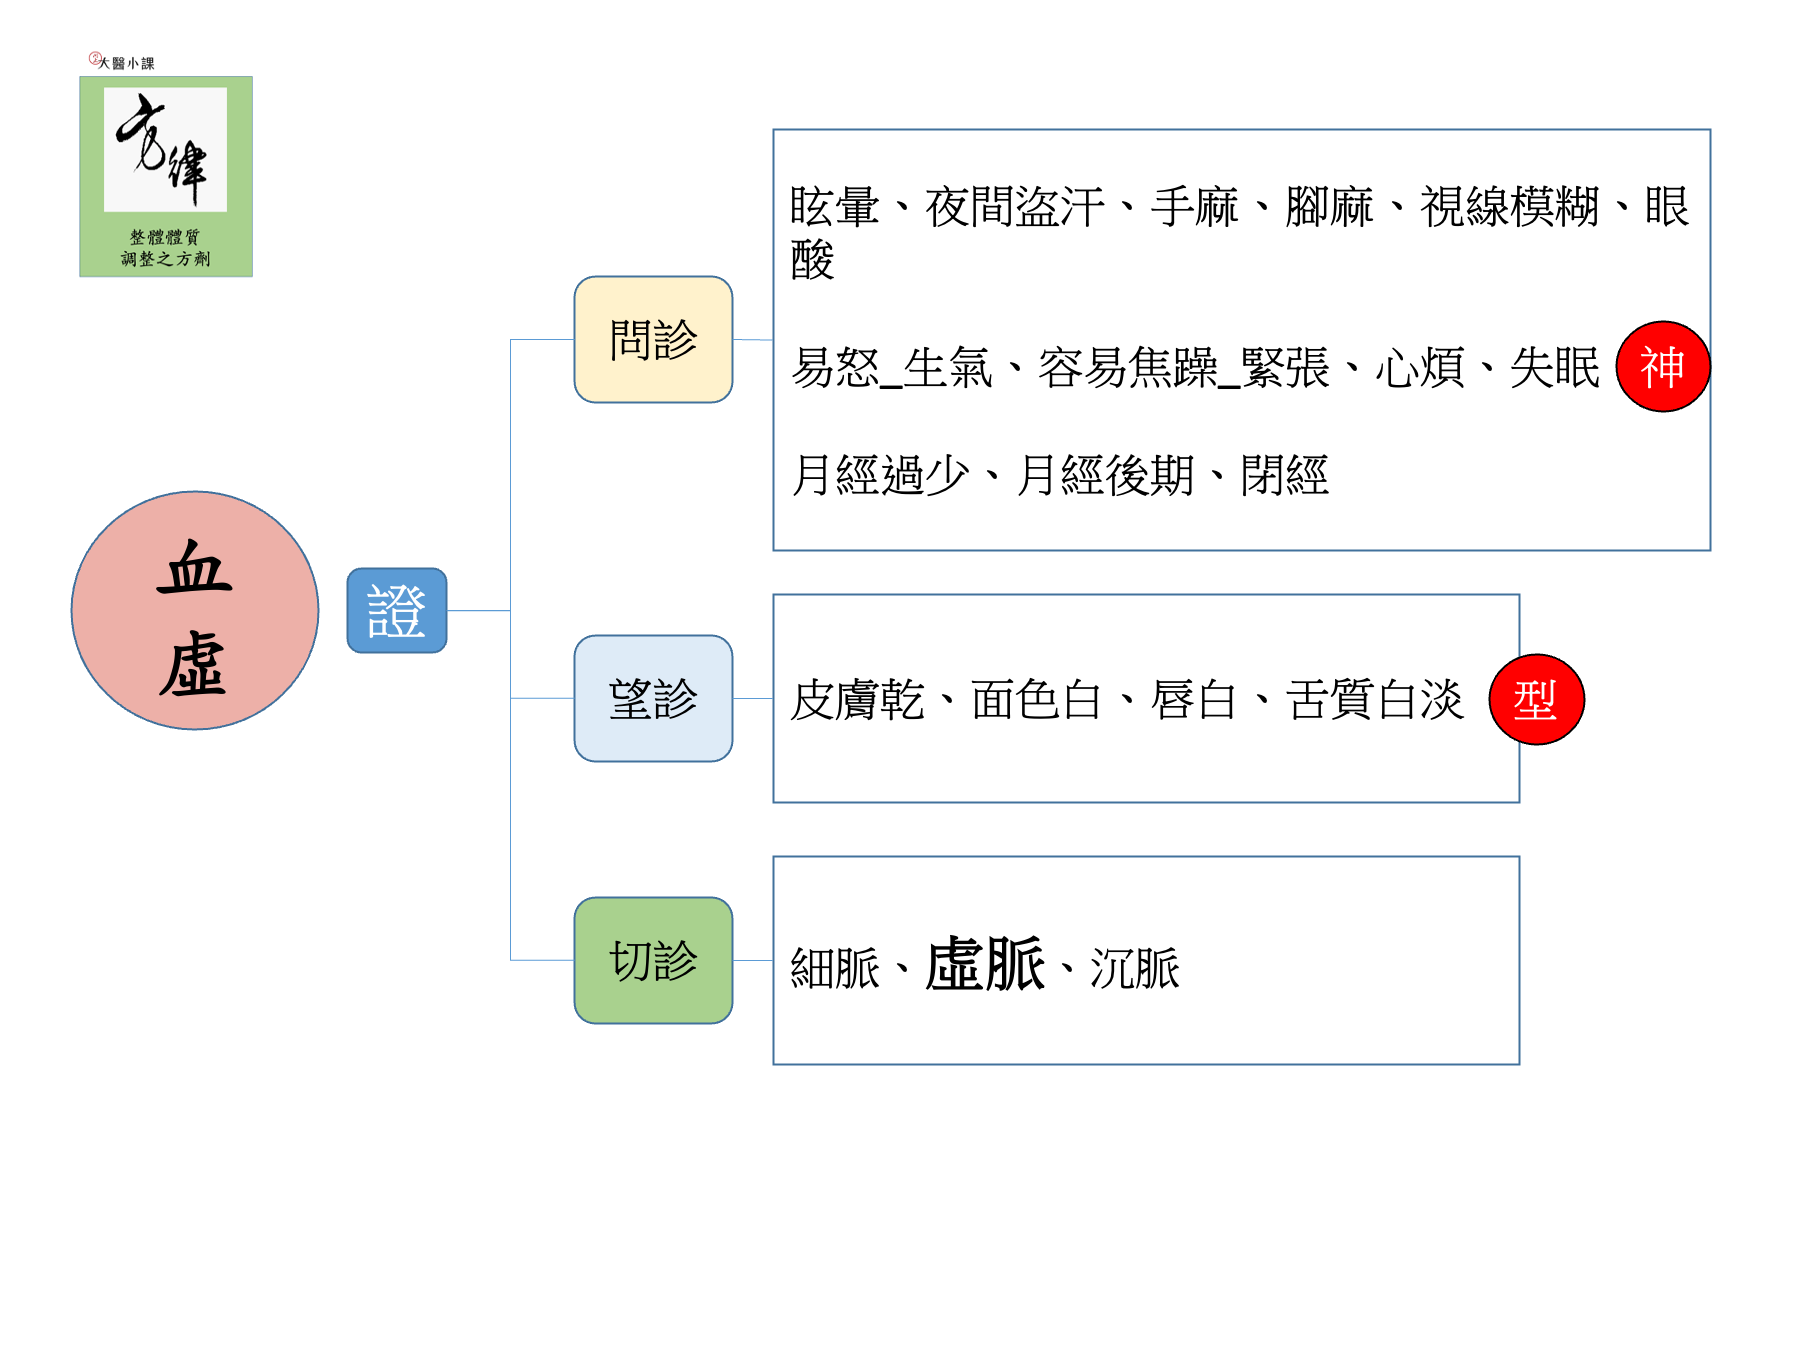 大醫小課
方律
整體體質
調整之方劑
血
虛
證
問診
眩暈、夜間盜汗、手麻、腳麻、視線模糊、眼
酸
易怒_生氣、容易焦躁_緊張、心煩、失眠
神
月經過少、月經後期、閉經
望診
皮膚乾、面色白、唇白、舌質白淡
型
切診
細脈、虛脈、沉脈